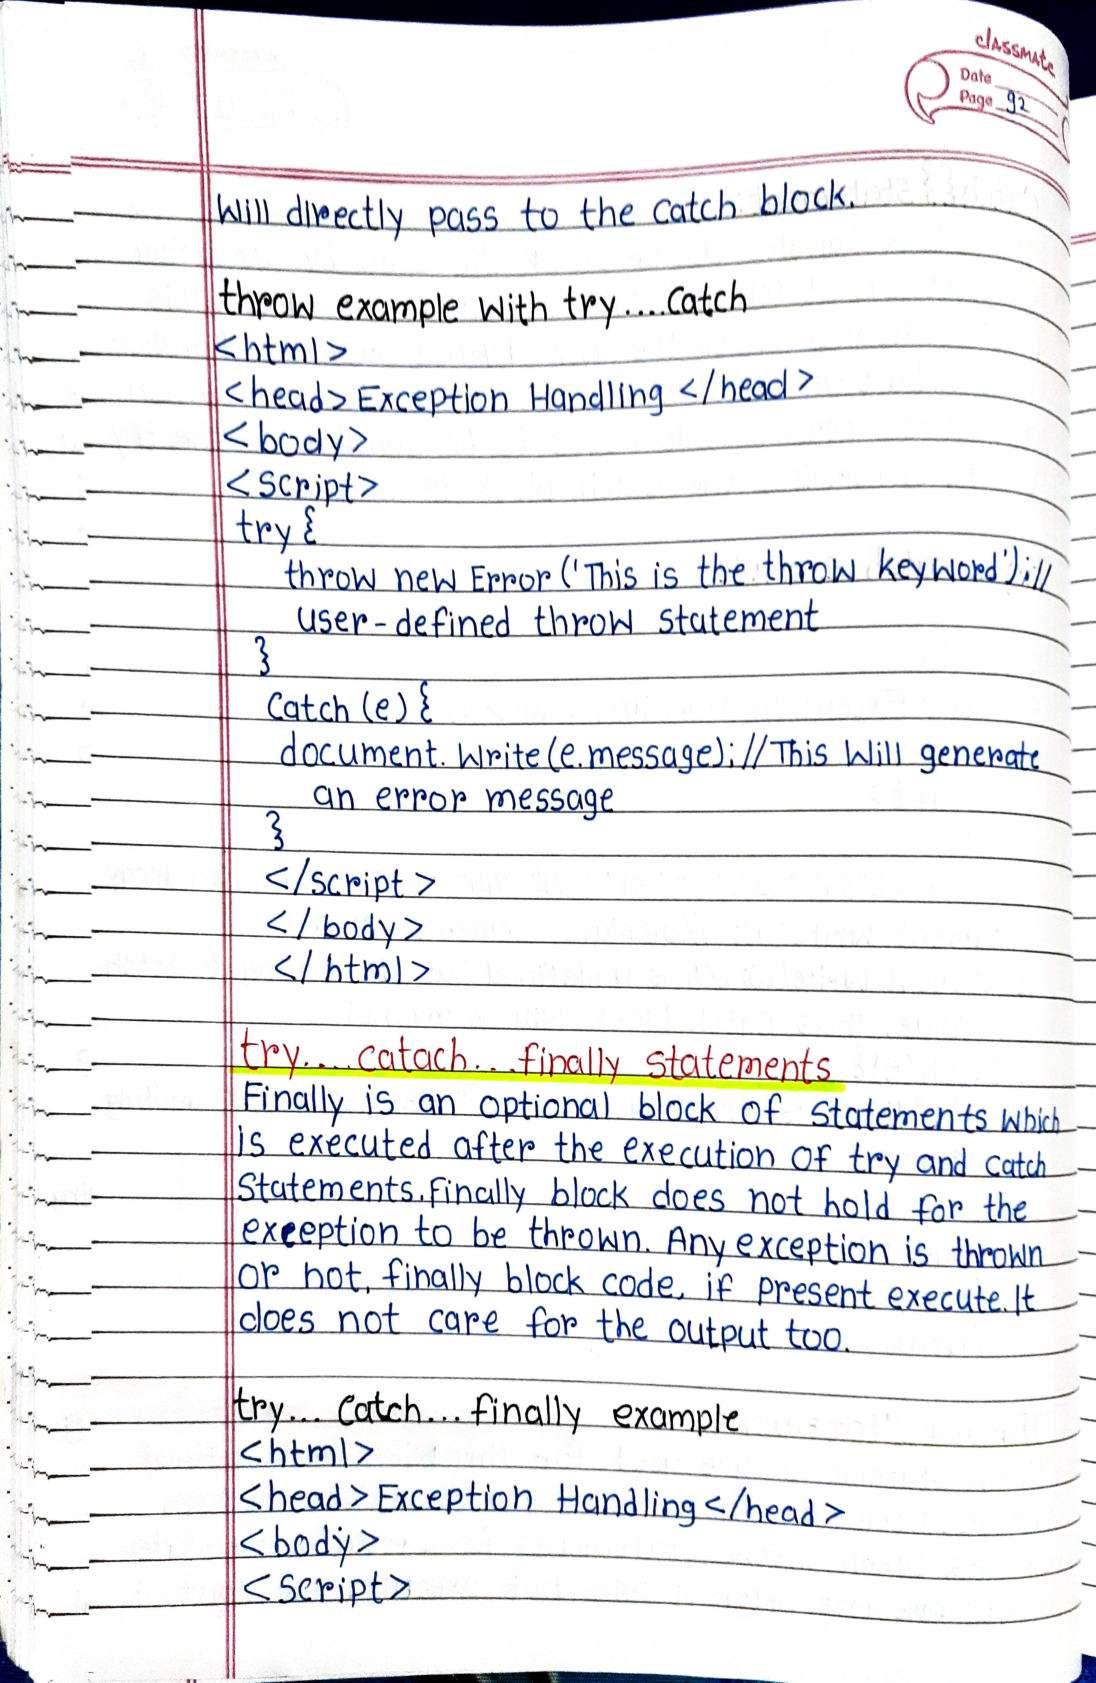 classmate
Date
Page 92
Will directly pass to the catch block.
throw example with try....catch
<html>
<head> Exception Handling </head>
<body>
<script>
try {
throw new Error ('This is the throw keyword'); //
user-defined throw statement
}
Catch (e) {
document. Write (e.message); // This Will generate
an error message
}
</script>
</body>
</html>
try.... catach... finally statements
Finally is an optional block of statements which
is executed after the execution of try and catch
Statements. Finally block does not hold for the
exception to be thrown. Any exception is thrown
or not, finally block code, if present execute. It
does not care for the output too.
try... Catch... finally example
<html>
<head> Exception Handling </head>
<body>
<script>